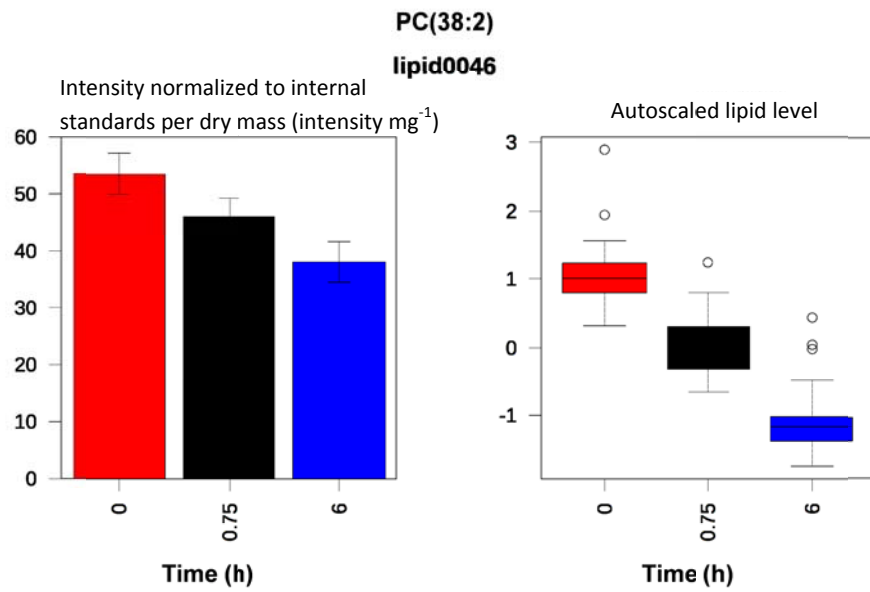 PC(38:2)
lipid0046
Intensity normalized to internal
standards per dry mass (intensity mg⁻¹)
60
50
40
30
20
10
0
0
0.75
6
Time (h)
Autoscaled lipid level
3
2
1
0
-1
0
0.75
6
Time (h)